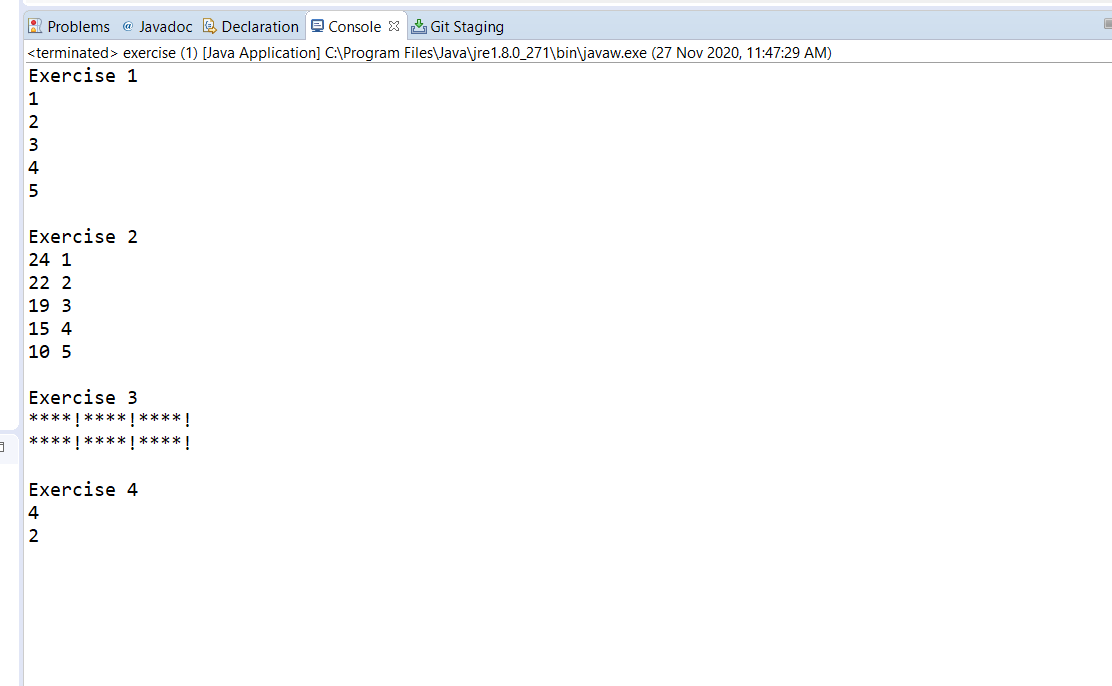 Problems @ Javadoc Declaration Console Git Staging
<terminated> exercise (1) [Java Application] C:\Program Files\Java\jre1.8.0_271\bin\javaw.exe (27 Nov 2020, 11:47:29 AM)
Exercise 1
1
2
3
4
5
Exercise 2
24 1
22 2
19 3
15 4
10 5
Exercise 3
****!****!****!
****!****!****!
Exercise 4
4
2